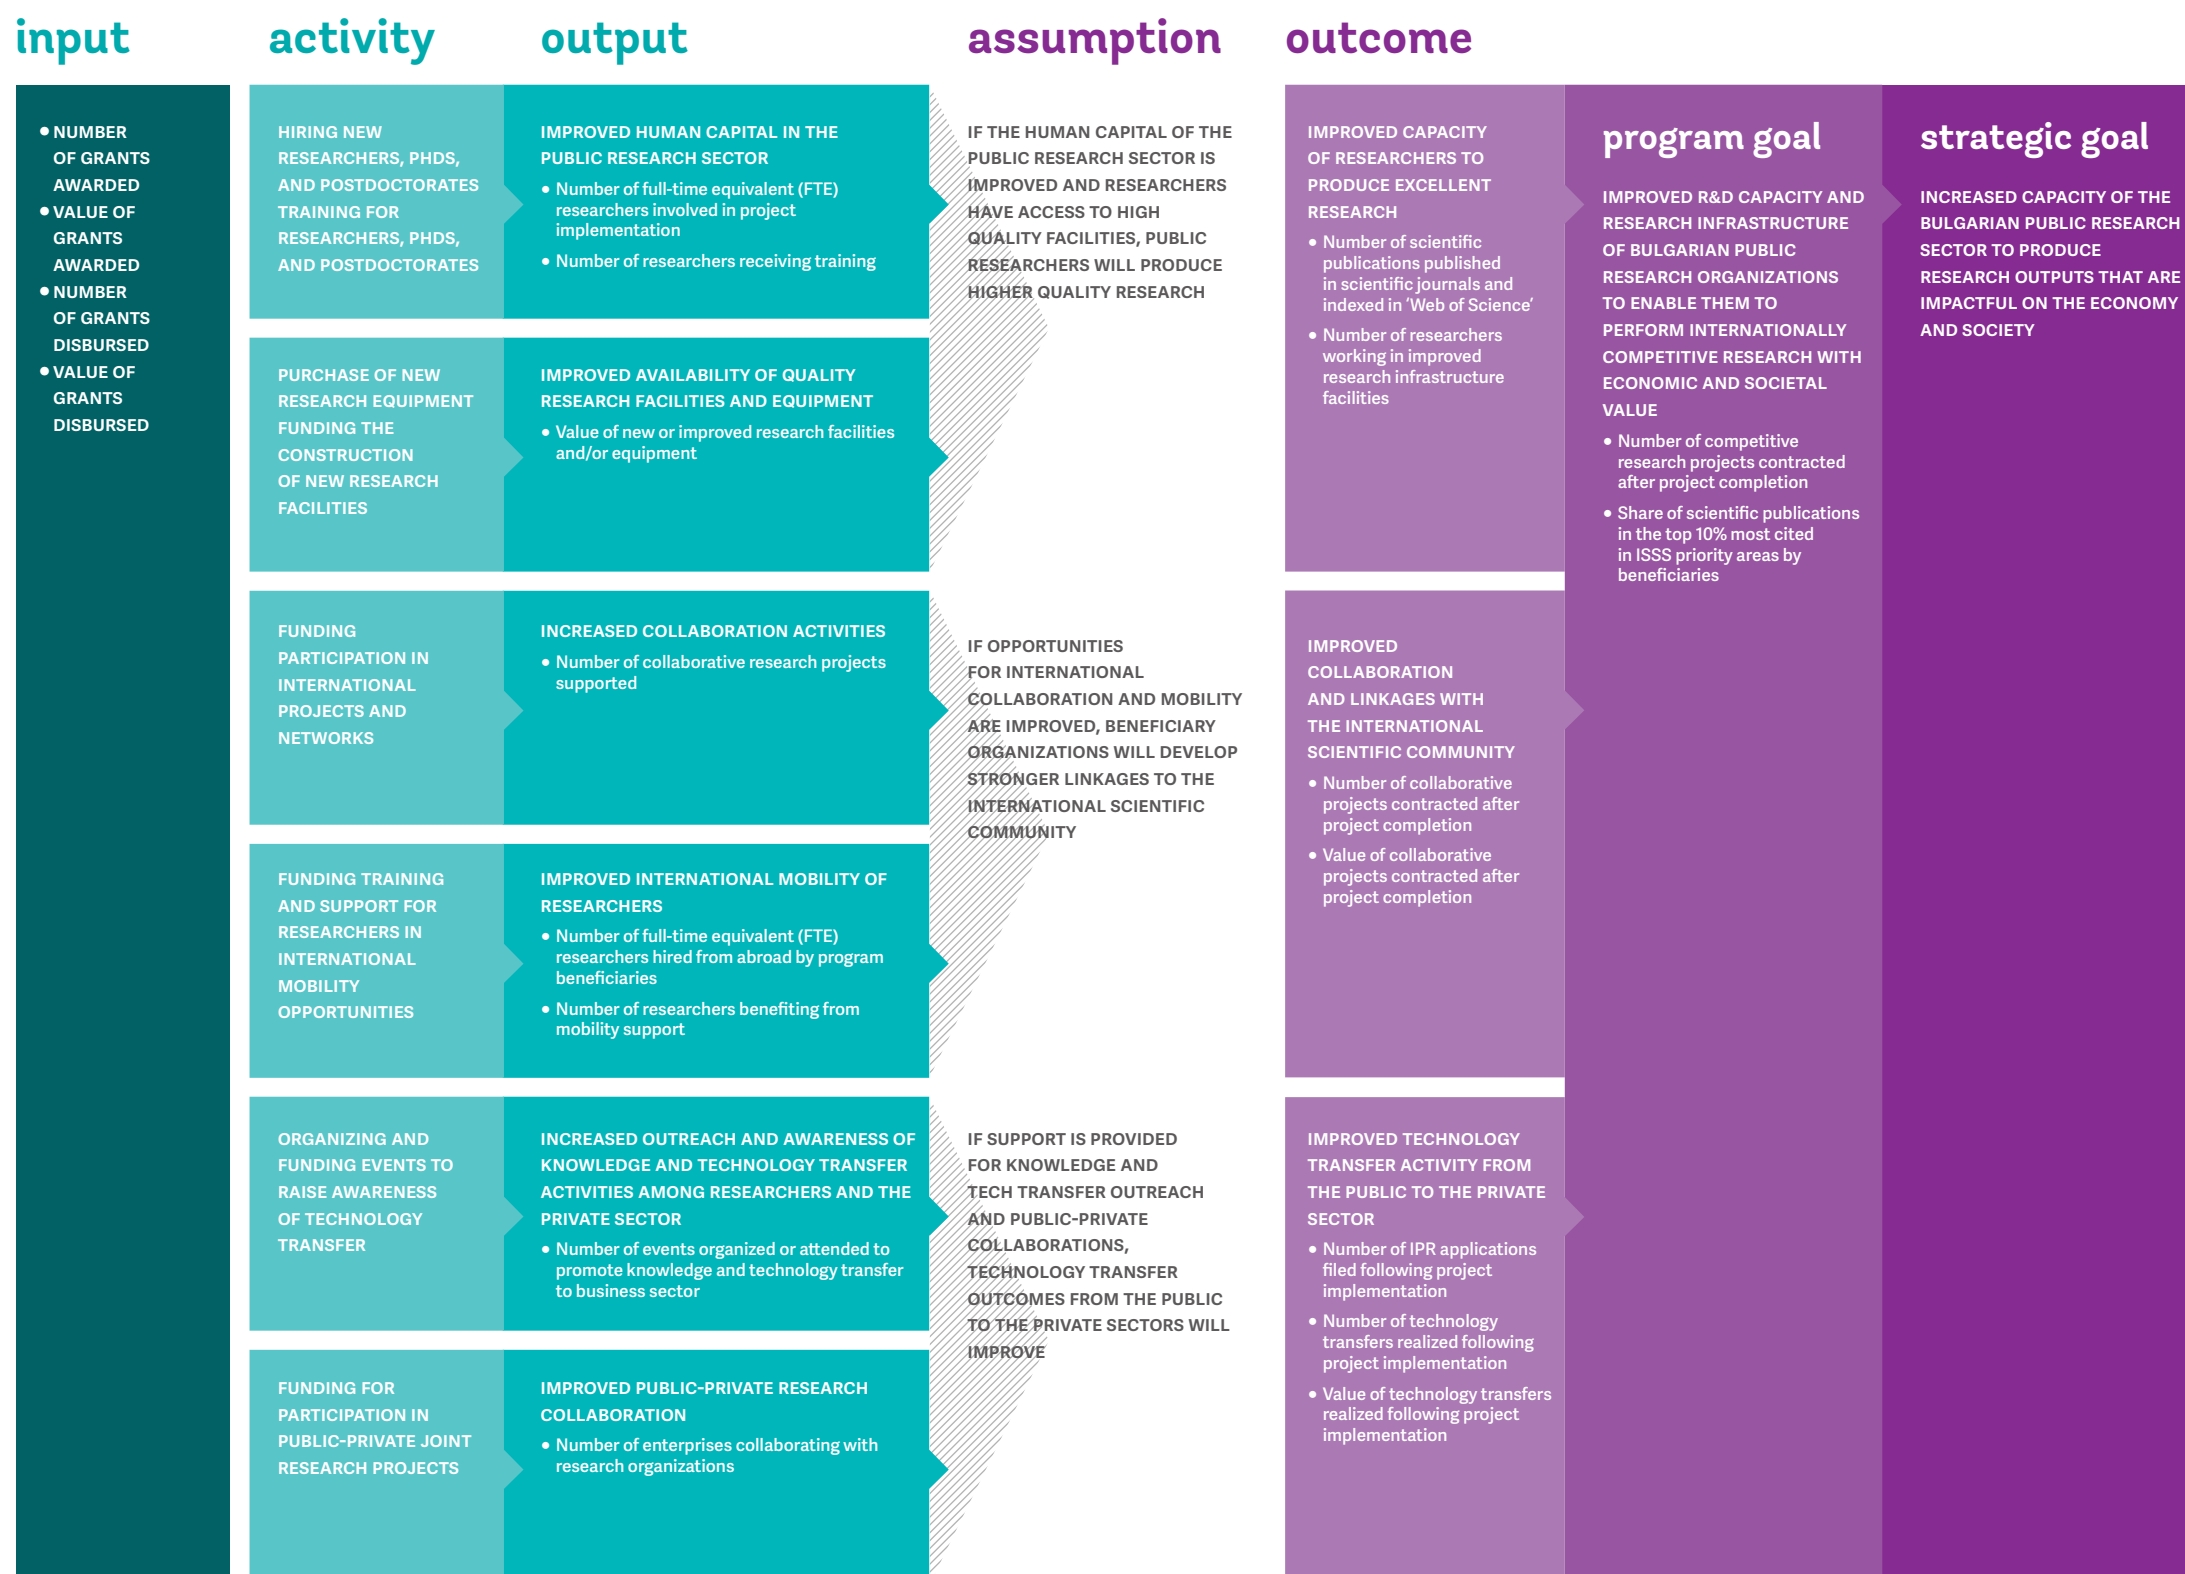 input
activity
output
assumption
outcome
• NUMBER
OF GRANTS
AWARDED
• VALUE OF
GRANTS
AWARDED
• NUMBER
OF GRANTS
DISBURSED
• VALUE OF
GRANTS
DISBURSED
HIRING NEW
RESEARCHERS, PHDS,
AND POSTDOCTORATES
TRAINING FOR
RESEARCHERS, PHDS,
AND POSTDOCTORATES
IMPROVED HUMAN CAPITAL IN THE
PUBLIC RESEARCH SECTOR
• Number of full-time equivalent (FTE)
researchers involved in project
implementation
• Number of researchers receiving training
PURCHASE OF NEW
RESEARCH EQUIPMENT
FUNDING THE
CONSTRUCTION
OF NEW RESEARCH
FACILITIES
IMPROVED AVAILABILITY OF QUALITY
RESEARCH FACILITIES AND EQUIPMENT
• Value of new or improved research facilities
and/or equipment
IF THE HUMAN CAPITAL OF THE
PUBLIC RESEARCH SECTOR IS
IMPROVED AND RESEARCHERS
HAVE ACCESS TO HIGH
QUALITY FACILITIES, PUBLIC
RESEARCHERS WILL PRODUCE
HIGHER QUALITY RESEARCH
IMPROVED CAPACITY
OF RESEARCHERS TO
PRODUCE EXCELLENT
RESEARCH
• Number of scientific
publications published
in scientific journals and
indexed in ‘Web of Science’
• Number of researchers
working in improved
research infrastructure
facilities
FUNDING
PARTICIPATION IN
INTERNATIONAL
PROJECTS AND
NETWORKS
INCREASED COLLABORATION ACTIVITIES
• Number of collaborative research projects
supported
FUNDING TRAINING
AND SUPPORT FOR
RESEARCHERS IN
INTERNATIONAL
MOBILITY
OPPORTUNITIES
IMPROVED INTERNATIONAL MOBILITY OF
RESEARCHERS
• Number of full-time equivalent (FTE)
researchers hired from abroad by program
beneficiaries
• Number of researchers benefiting from
mobility support
IF OPPORTUNITIES
FOR INTERNATIONAL
COLLABORATION AND MOBILITY
ARE IMPROVED, BENEFICIARY
ORGANIZATIONS WILL DEVELOP
STRONGER LINKAGES TO THE
INTERNATIONAL SCIENTIFIC
COMMUNITY
IMPROVED
COLLABORATION
AND LINKAGES WITH
THE INTERNATIONAL
SCIENTIFIC COMMUNITY
• Number of collaborative
projects contracted after
project completion
• Value of collaborative
projects contracted after
project completion
ORGANIZING AND
FUNDING EVENTS TO
RAISE AWARENESS
OF TECHNOLOGY
TRANSFER
INCREASED OUTREACH AND AWARENESS OF
KNOWLEDGE AND TECHNOLOGY TRANSFER
ACTIVITIES AMONG RESEARCHERS AND THE
PRIVATE SECTOR
• Number of events organized or attended to
promote knowledge and technology transfer
to business sector
FUNDING FOR
PARTICIPATION IN
PUBLIC-PRIVATE JOINT
RESEARCH PROJECTS
IMPROVED PUBLIC-PRIVATE RESEARCH
COLLABORATION
• Number of enterprises collaborating with
research organizations
IF SUPPORT IS PROVIDED
FOR KNOWLEDGE AND
TECH TRANSFER OUTREACH
AND PUBLIC-PRIVATE
COLLABORATIONS,
TECHNOLOGY TRANSFER
OUTCOMES FROM THE PUBLIC
TO THE PRIVATE SECTORS WILL
IMPROVE
IMPROVED TECHNOLOGY
TRANSFER ACTIVITY FROM
THE PUBLIC TO THE PRIVATE
SECTOR
• Number of IPR applications
filed following project
implementation
• Number of technology
transfers realized following
project implementation
• Value of technology transfers
realized following project
implementation
program goal
IMPROVED R&D CAPACITY AND
RESEARCH INFRASTRUCTURE
OF BULGARIAN PUBLIC
RESEARCH ORGANIZATIONS
TO ENABLE THEM TO
PERFORM INTERNATIONALLY
COMPETITIVE RESEARCH WITH
ECONOMIC AND SOCIETAL
VALUE
• Number of competitive
research projects contracted
after project completion
• Share of scientific publications
in the top 10% most cited
in ISSS priority areas by
beneficiaries
strategic goal
INCREASED CAPACITY OF THE
BULGARIAN PUBLIC RESEARCH
SECTOR TO PRODUCE
RESEARCH OUTPUTS THAT ARE
IMPACTFUL ON THE ECONOMY
AND SOCIETY